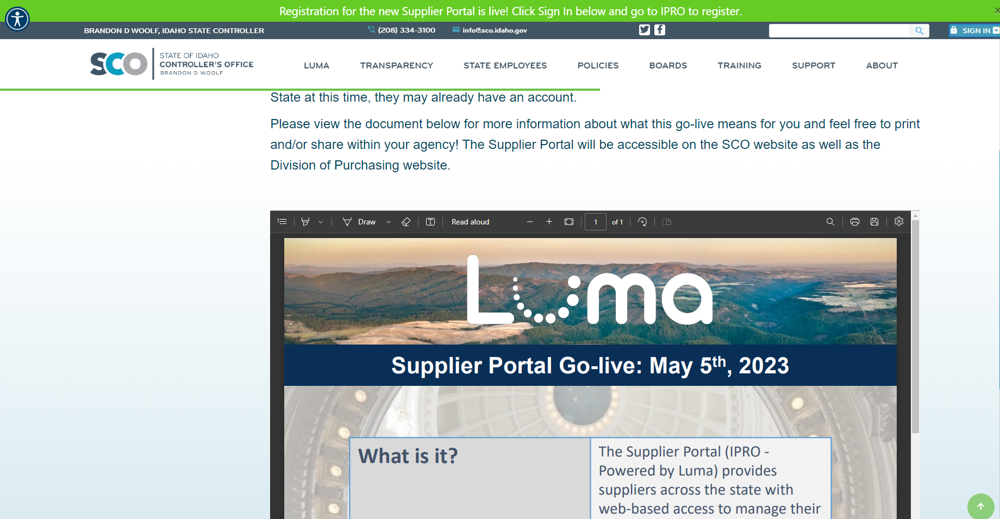 Registration for the new Supplier Portal is live! Click Sign In below and go to IPRO to register.
BRANDON D WOOLF, IDAHO STATE CONTROLLER
(208) 334-3100
info@sco.idaho.gov
SIGN IN
SCO
STATE OF IDAHO
CONTROLLER'S OFFICE
BRANDON D WOOLF
LUMA
TRANSPARENCY
STATE EMPLOYEES
POLICIES
BOARDS
TRAINING
SUPPORT
ABOUT
State at this time, they may already have an account.
Please view the document below for more information about what this go-live means for you and feel free to print
and/or share within your agency! The Supplier Portal will be accessible on the SCO website as well as the
Division of Purchasing website.
Draw
Read aloud
1
of 1
Luma
Supplier Portal Go-live: May 5th, 2023
What is it?
The Supplier Portal (IPRO -
Powered by Luma) provides
suppliers across the state with
web-based access to manage their